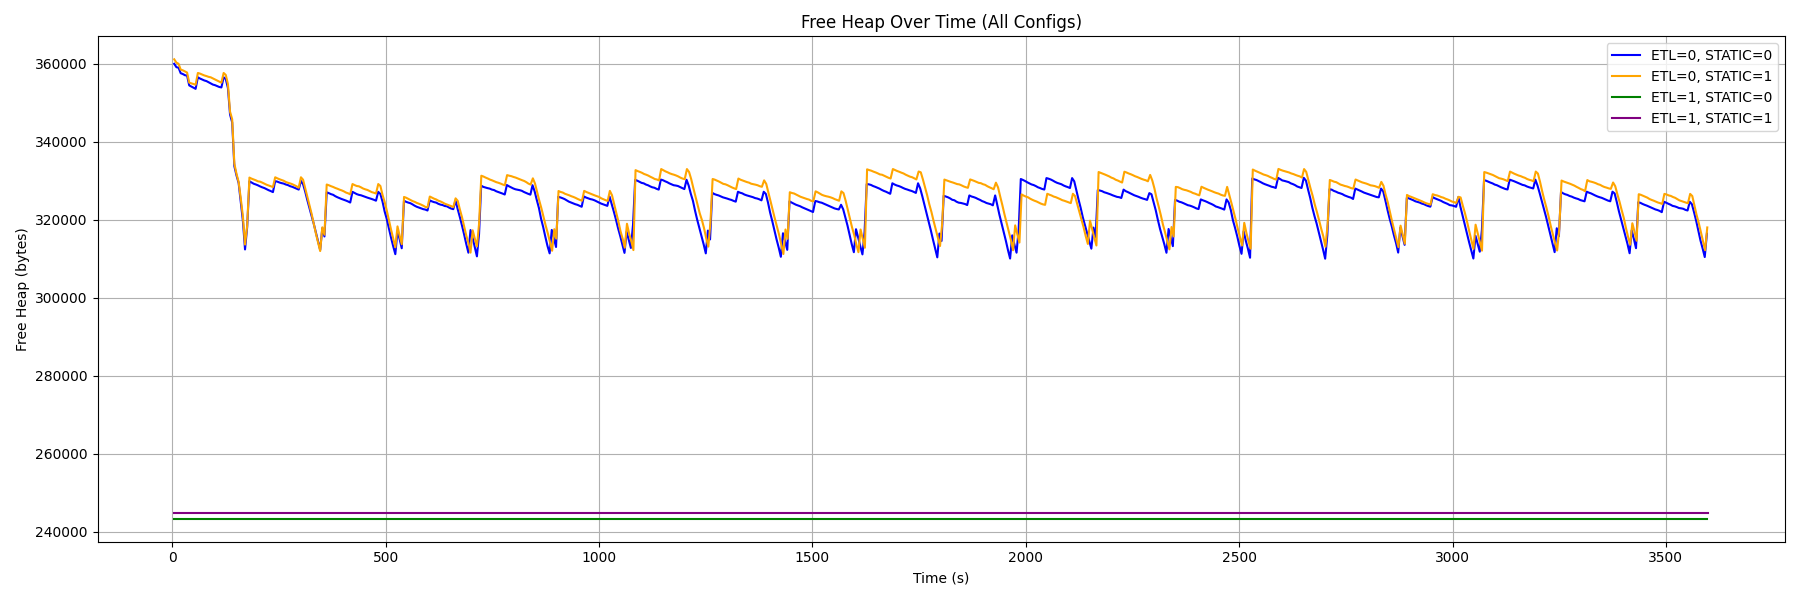 Free Heap Over Time (All Configs)
ETL=0, STATIC=0
ETL=0, STATIC=1
ETL=1, STATIC=0
ETL=1, STATIC=1
Free Heap (bytes)
360000
340000
320000
300000
280000
260000
240000
0 500 1000 1500 2000 2500 3000 3500
Time (s)